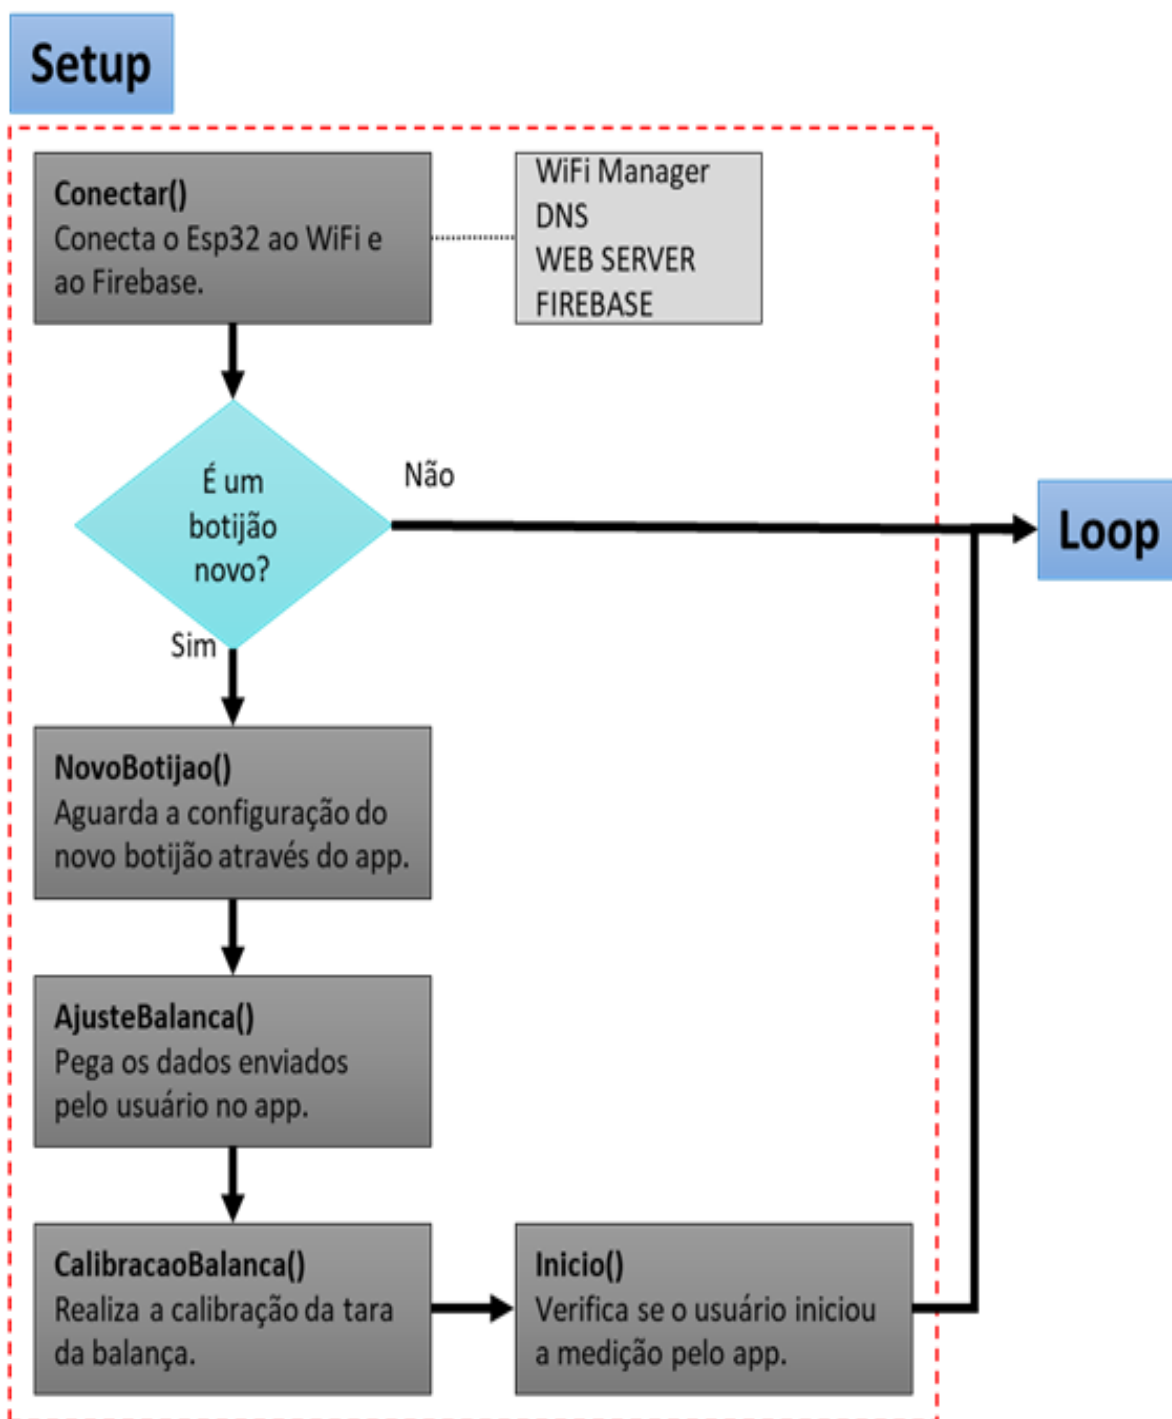 Setup
Conectar()
Conecta o Esp32 ao WiFi e
ao Firebase.
WiFi Manager
DNS
WEB SERVER
FIREBASE
É um
botijão
novo?
Não
Loop
Sim
NovoBotijao()
Aguarda a configuração do
novo botijão através do app.
AjusteBalanca()
Pega os dados enviados
pelo usuário no app.
CalibracaoBalanca()
Realiza a calibração da tara
da balança.
Inicio()
Verifica se o usuário iniciou
a medição pelo app.